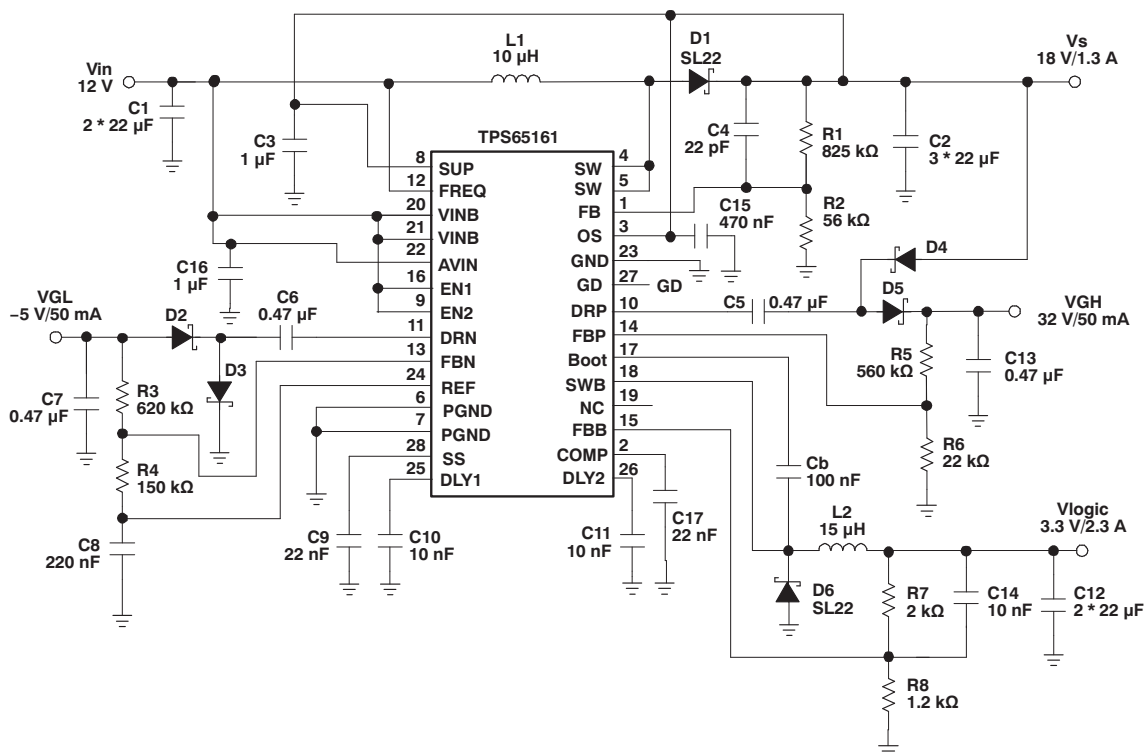 Vin
12 V
C1
2 * 22 µF
L1
10 µH
D1
SL22
Vs
18 V/1.3 A
C3
1 µF
TPS65161
C4
22 pF
R1
825 kΩ
C2
3 * 22 µF
R2
56 kΩ
C15
470 nF
8
SUP
12
FREQ
20
VINB
21
VINB
22
AVIN
16
EN1
9
EN2
11
DRN
13
FBN
24
REF
6
PGND
7
PGND
28
SS
25
DLY1
4
SW
5
SW
1
FB
3
OS
23
GND
27
GD
GD
10
DRP
14
FBP
17
Boot
18
SWB
19
NC
15
FBB
2
COMP
26
DLY2
C16
1 µF
VGL
–5 V/50 mA
D2
C6
0.47 µF
D3
C7
0.47 µF
R3
620 kΩ
R4
150 kΩ
C8
220 nF
C9
22 nF
C10
10 nF
C11
10 nF
C17
22 nF
D4
D5
C5
0.47 µF
VGH
32 V/50 mA
R5
560 kΩ
C13
0.47 µF
R6
22 kΩ
Cb
100 nF
L2
15 µH
Vlogic
3.3 V/2.3 A
D6
SL22
R7
2 kΩ
C14
10 nF
C12
2 * 22 µF
R8
1.2 kΩ